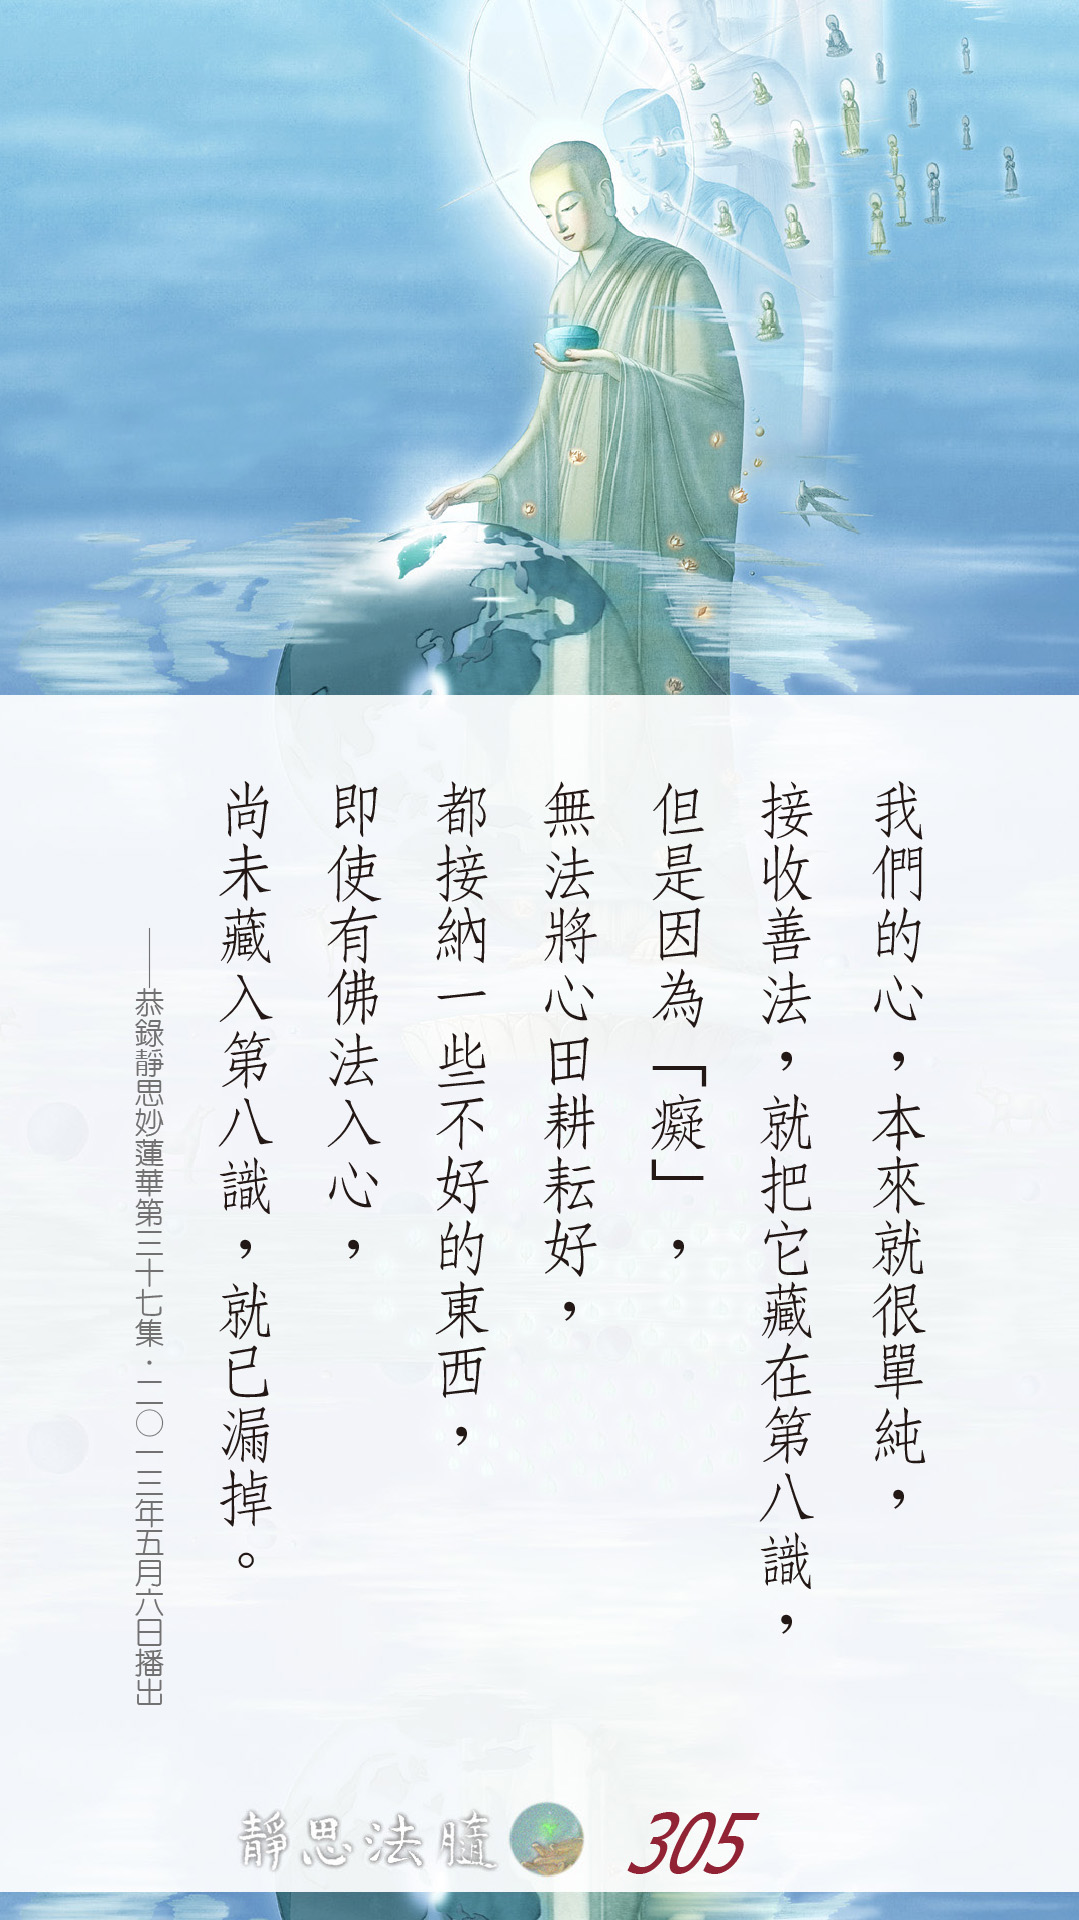 我們的心，本來就很單純，
接收善法，就把它藏在第八識，
但是因為「癡」，
無法將心田耕耘好，
都接納一些不好的東西，
即使有佛法入心，
尚未藏入第八識，就已漏掉。
——恭錄靜思妙蓮華第三十七集．二〇一三年五月六日播出
靜思法髓
305